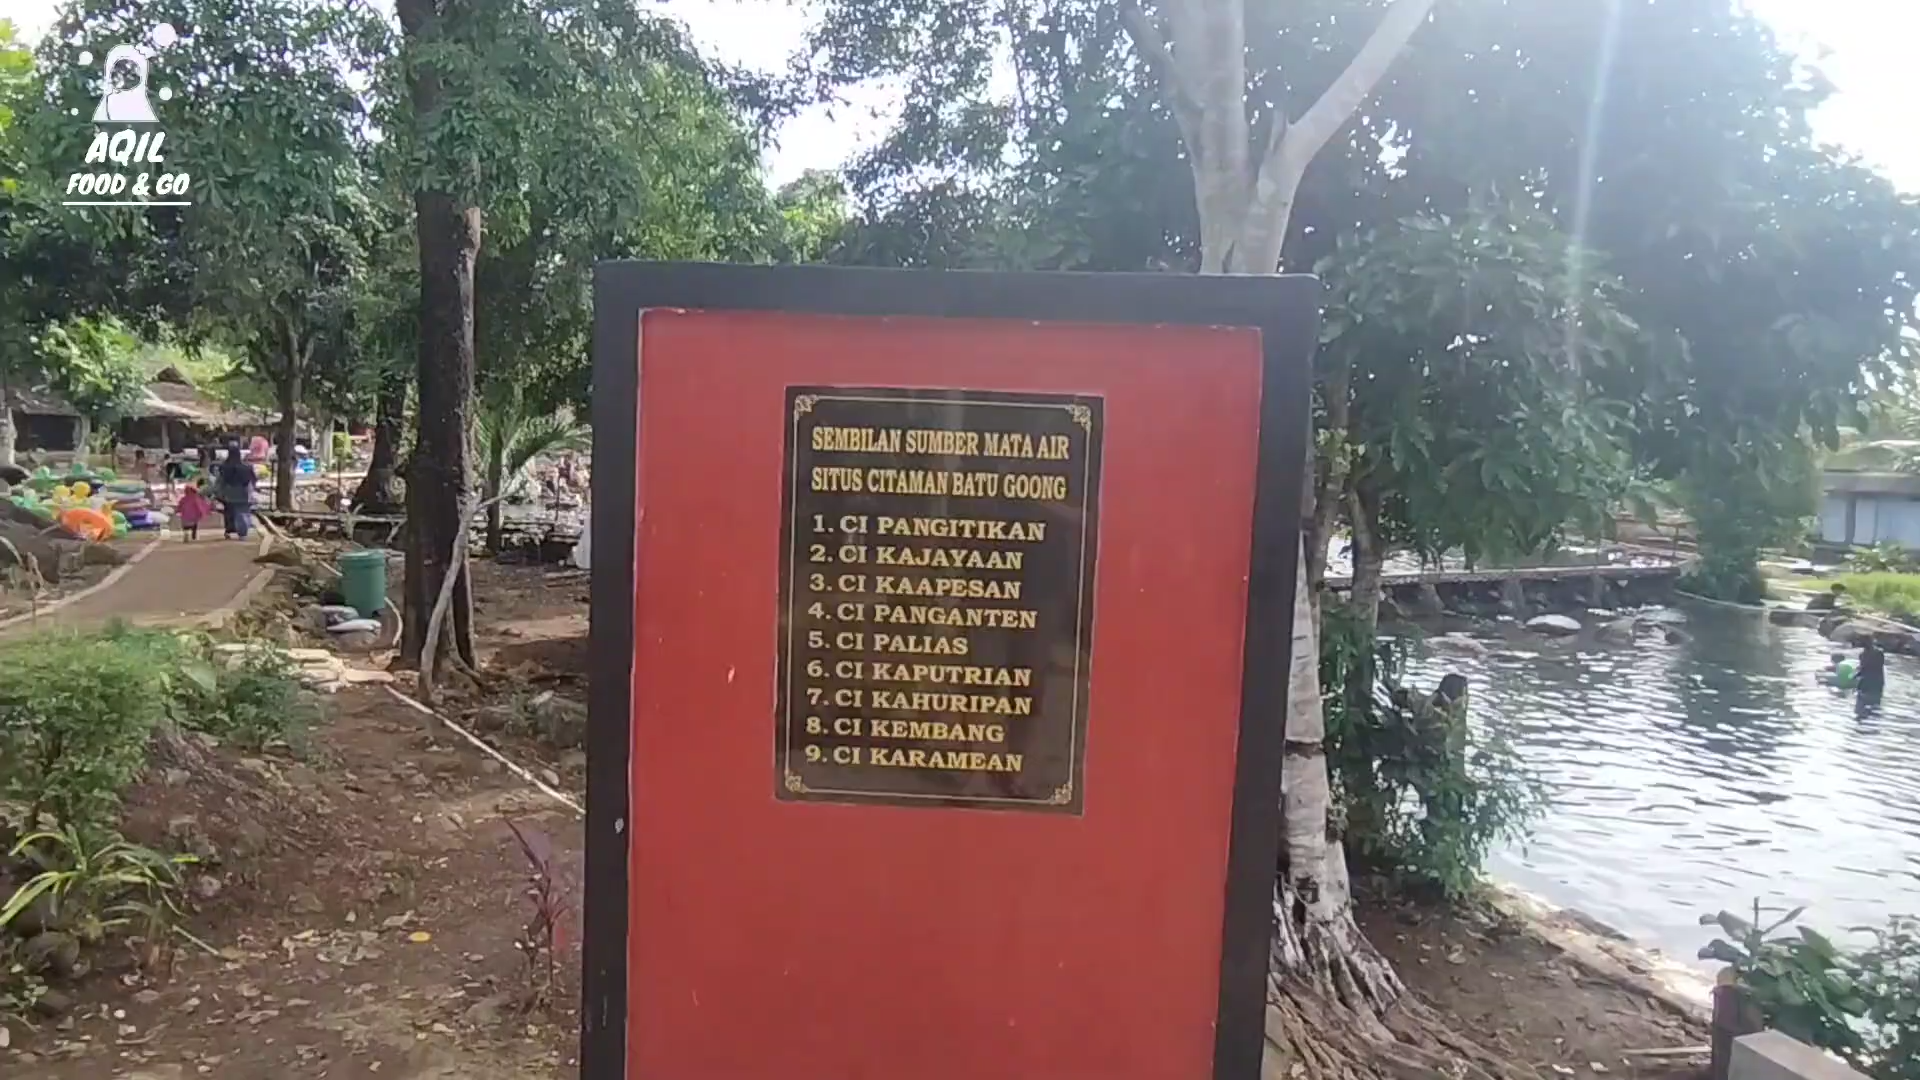 AQIL
FOOD & GO
SEMBILAN SUMBER MATA AIR
SITUS CITAMAN BATU GOONG
1. CI PANGITIKAN
2. CI KAJAYAAN
3. CI KAAPESAN
4. CI PANGANTEN
5. CI PALIAS
6. CI KAPUTRIAN
7. CI KAHURIPAN
8. CI KEMBANG
9. CI KARAMEAN